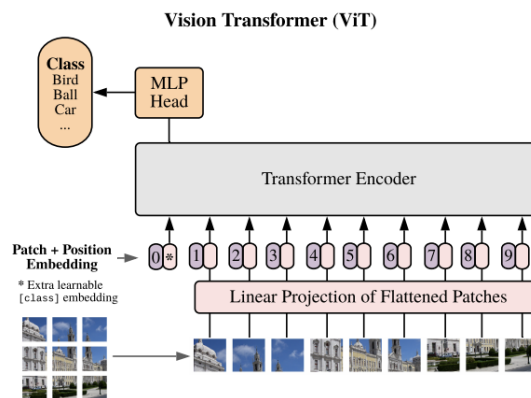 Vision Transformer (ViT)
Class
Bird
Ball
Car
...
MLP
Head
Transformer Encoder
Patch + Position
Embedding
0 * 1 2 3 4 5 6 7 8 9
* Extra learnable
[class] embedding
Linear Projection of Flattened Patches